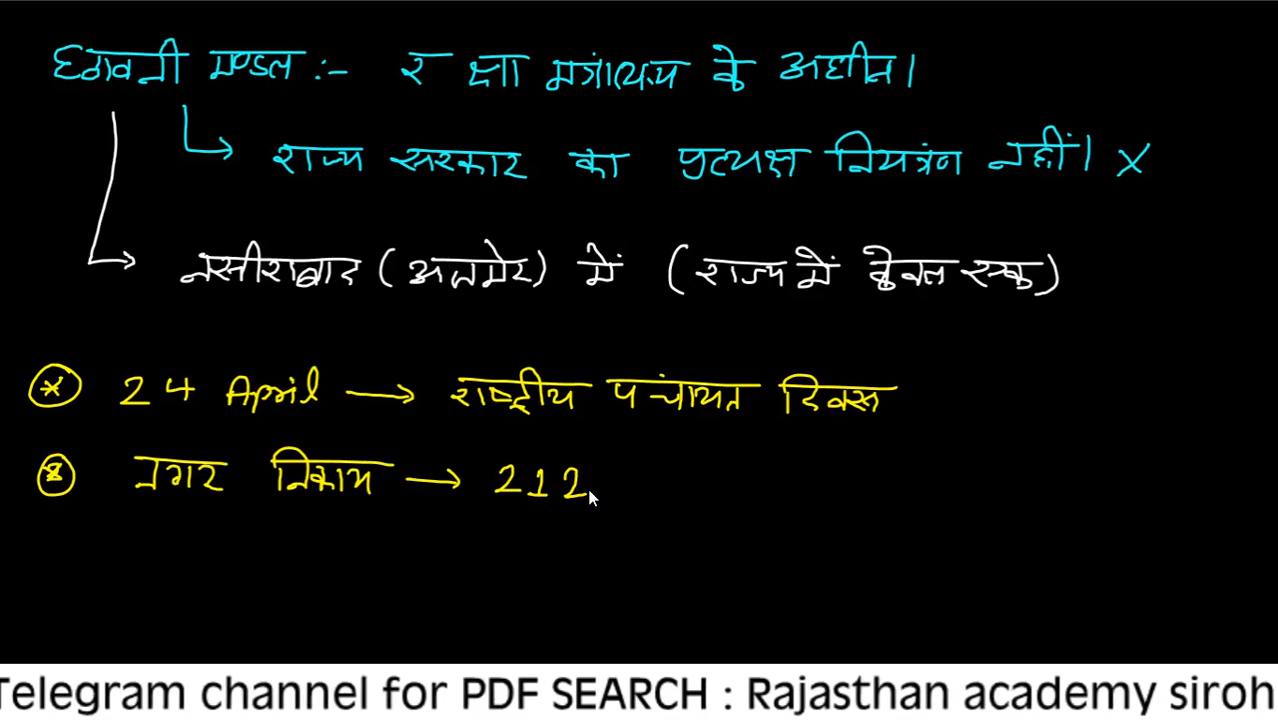 छावनी मण्डल :- रक्षा मंत्रालय के अधीन।
↳ राज्य सरकार का प्रत्यक्ष नियंत्रण नहीं। X
↳ नसीराबाद (अजमेर) में (राज्य में केवल एक)
* 24 April → राष्ट्रीय पंचायत दिवस
* नगर निकाय → 212
Telegram channel for PDF SEARCH : Rajasthan academy siroh